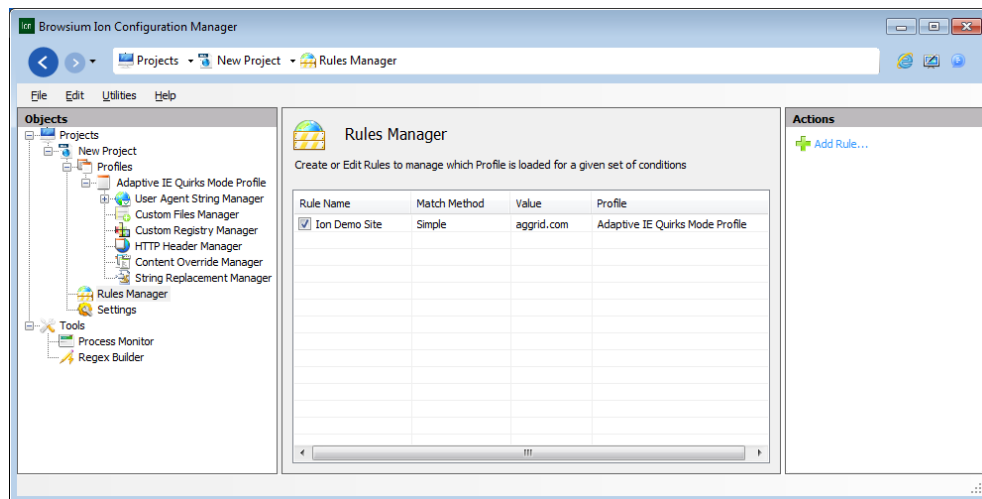 Ion Browsium Ion Configuration Manager
Projects New Project Rules Manager
File Edit Utilities Help
Objects
Projects
New Project
Profiles
Adaptive IE Quirks Mode Profile
User Agent String Manager
Custom Files Manager
Custom Registry Manager
HTTP Header Manager
Content Override Manager
String Replacement Manager
Rules Manager
Settings
Tools
Process Monitor
Regex Builder
Rules Manager
Create or Edit Rules to manage which Profile is loaded for a given set of conditions
Rule Name Match Method Value Profile
Ion Demo Site Simple aggrid.com Adaptive IE Quirks Mode Profile
Actions
Add Rule...